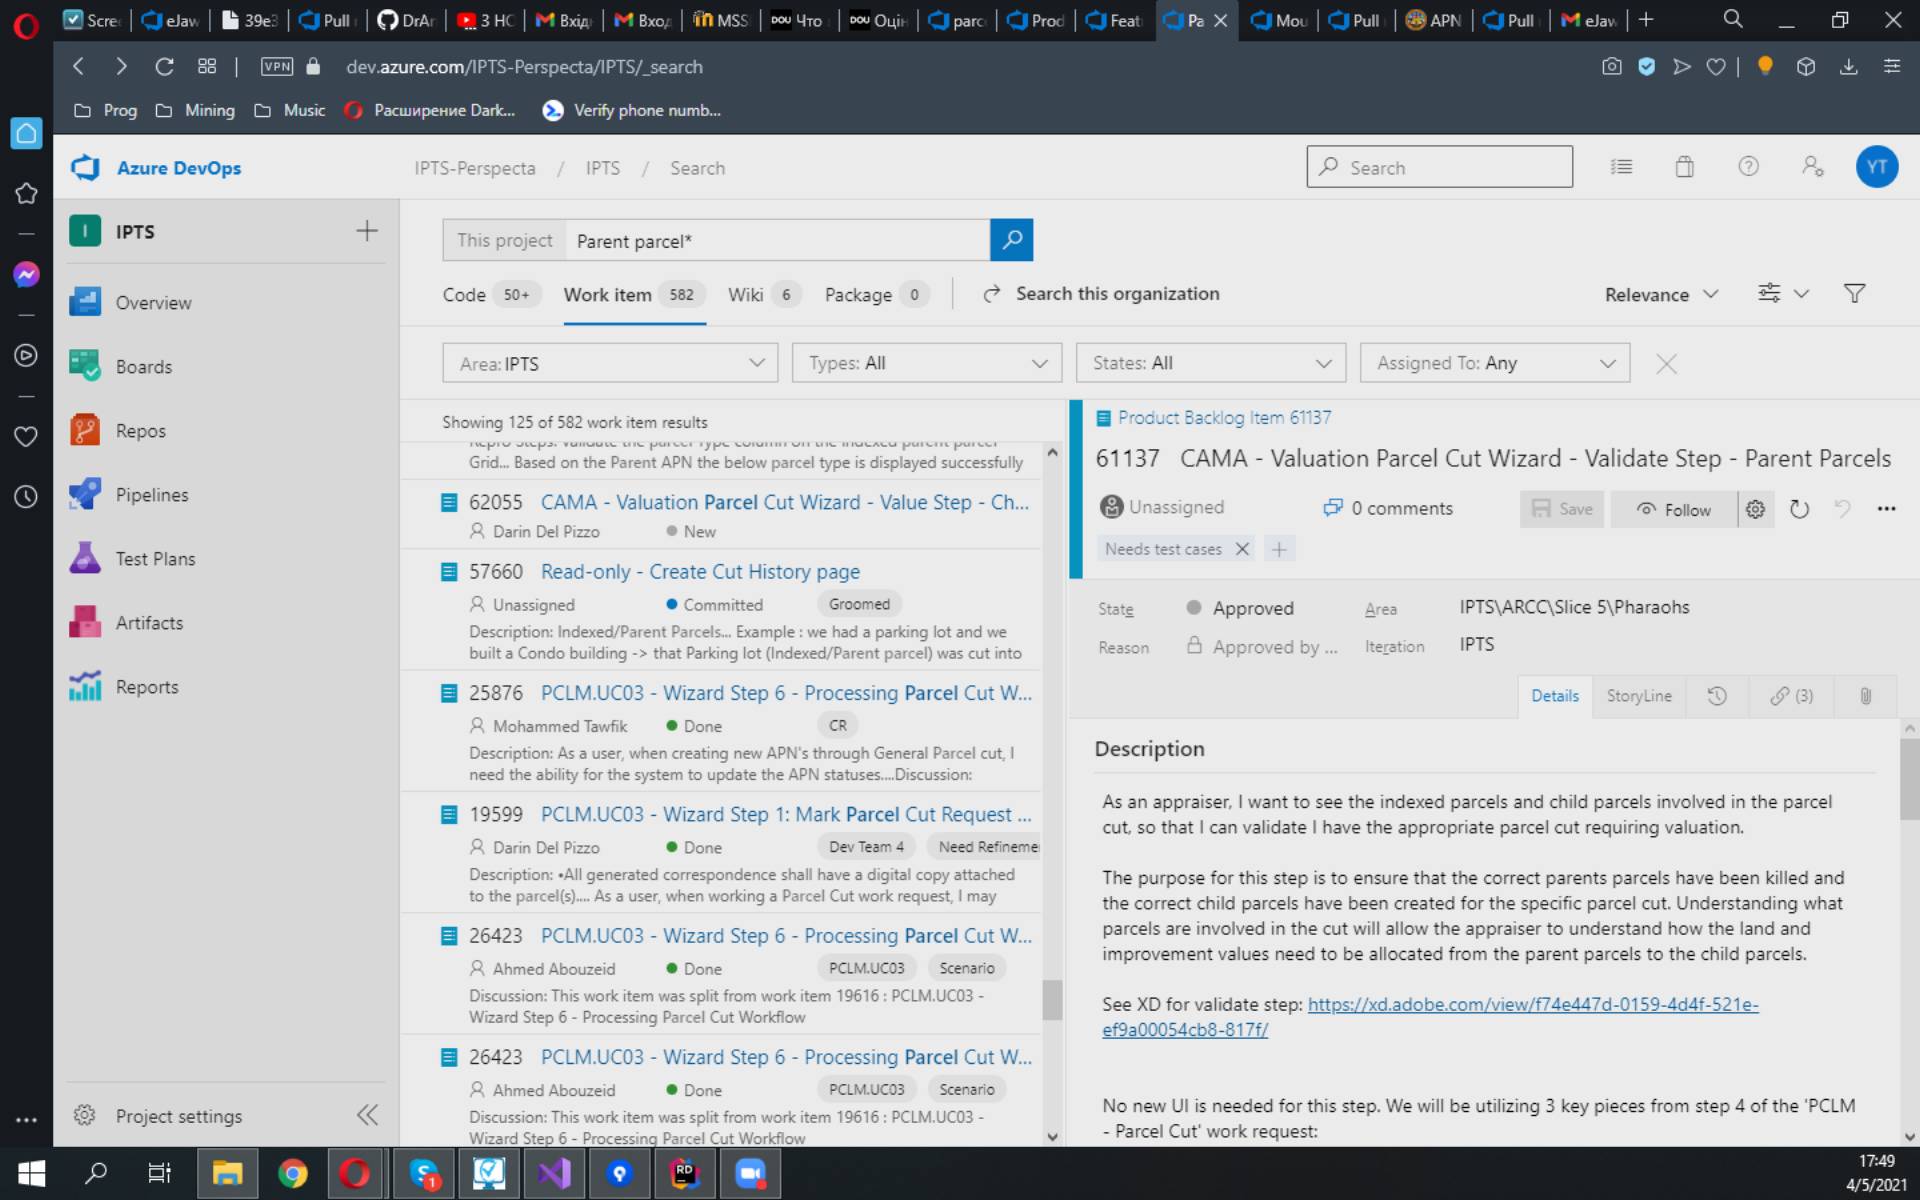 Scre
eJaw
39e3
Pull
GitHub DrAr
3 HC
Вхід
Вход
MSS
DOU Что
DOU Оцін
parc
Prod
Feat
Pa
Mou
Pull
APN
Pull
eJaw
VPN
dev.azure.com/IPTS-Perspecta/IPTS/_search
Prog
Mining
Music
Расширение Dark...
Verify phone numb...
Azure DevOps
IPTS-Perspecta / IPTS / Search
Search
YT
I IPTS
Overview
Boards
Repos
Pipelines
Test Plans
Artifacts
Reports
Project settings
This project Parent parcel*
Code 50+
Work item 582
Wiki 6
Package 0
Search this organization
Relevance
Area: IPTS
Types: All
States: All
Assigned To: Any
Showing 125 of 582 work item results
Repro Steps: Validate the parcel Type column on the indexed parent parcel
Grid... Based on the Parent APN the below parcel type is displayed successfully
62055 CAMA - Valuation Parcel Cut Wizard - Value Step - Ch...
Darin Del Pizzo New
57660 Read-only - Create Cut History page
Unassigned Committed Groomed
Description: Indexed/Parent Parcels... Example : we had a parking lot and we
built a Condo building -> that Parking lot (Indexed/Parent parcel) was cut into
25876 PCLM.UC03 - Wizard Step 6 - Processing Parcel Cut W...
Mohammed Tawfik Done CR
Description: As a user, when creating new APN's through General Parcel cut, I
need the ability for the system to update the APN statuses....Discussion:
19599 PCLM.UC03 - Wizard Step 1: Mark Parcel Cut Request ...
Darin Del Pizzo Done Dev Team 4 Need Refineme
Description: •All generated correspondence shall have a digital copy attached
to the parcel(s).... As a user, when working a Parcel Cut work request, I may
26423 PCLM.UC03 - Wizard Step 6 - Processing Parcel Cut W...
Ahmed Abouzeid Done PCLM.UC03 Scenario
Discussion: This work item was split from work item 19616 : PCLM.UC03 -
Wizard Step 6 - Processing Parcel Cut Workflow
26423 PCLM.UC03 - Wizard Step 6 - Processing Parcel Cut W...
Ahmed Abouzeid Done PCLM.UC03 Scenario
Discussion: This work item was split from work item 19616 : PCLM.UC03 -
Wizard Step 6 - Processing Parcel Cut Workflow
Product Backlog Item 61137
61137 CAMA - Valuation Parcel Cut Wizard - Validate Step - Parent Parcels
Unassigned
0 comments
Save
Follow
Needs test cases
State Approved Area IPTS\ARCC\Slice 5\Pharaohs
Reason Approved by ... Iteration IPTS
Details StoryLine (3)
Description
As an appraiser, I want to see the indexed parcels and child parcels involved in the parcel
cut, so that I can validate I have the appropriate parcel cut requiring valuation.
The purpose for this step is to ensure that the correct parents parcels have been killed and
the correct child parcels have been created for the specific parcel cut. Understanding what
parcels are involved in the cut will allow the appraiser to understand how the land and
improvement values need to be allocated from the parent parcels to the child parcels.
See XD for validate step: https://xd.adobe.com/view/f74e447d-0159-4d4f-521e-
ef9a00054cb8-817f/
No new UI is needed for this step. We will be utilizing 3 key pieces from step 4 of the 'PCLM
- Parcel Cut' work request:
1
RD
17:49
4/5/2021